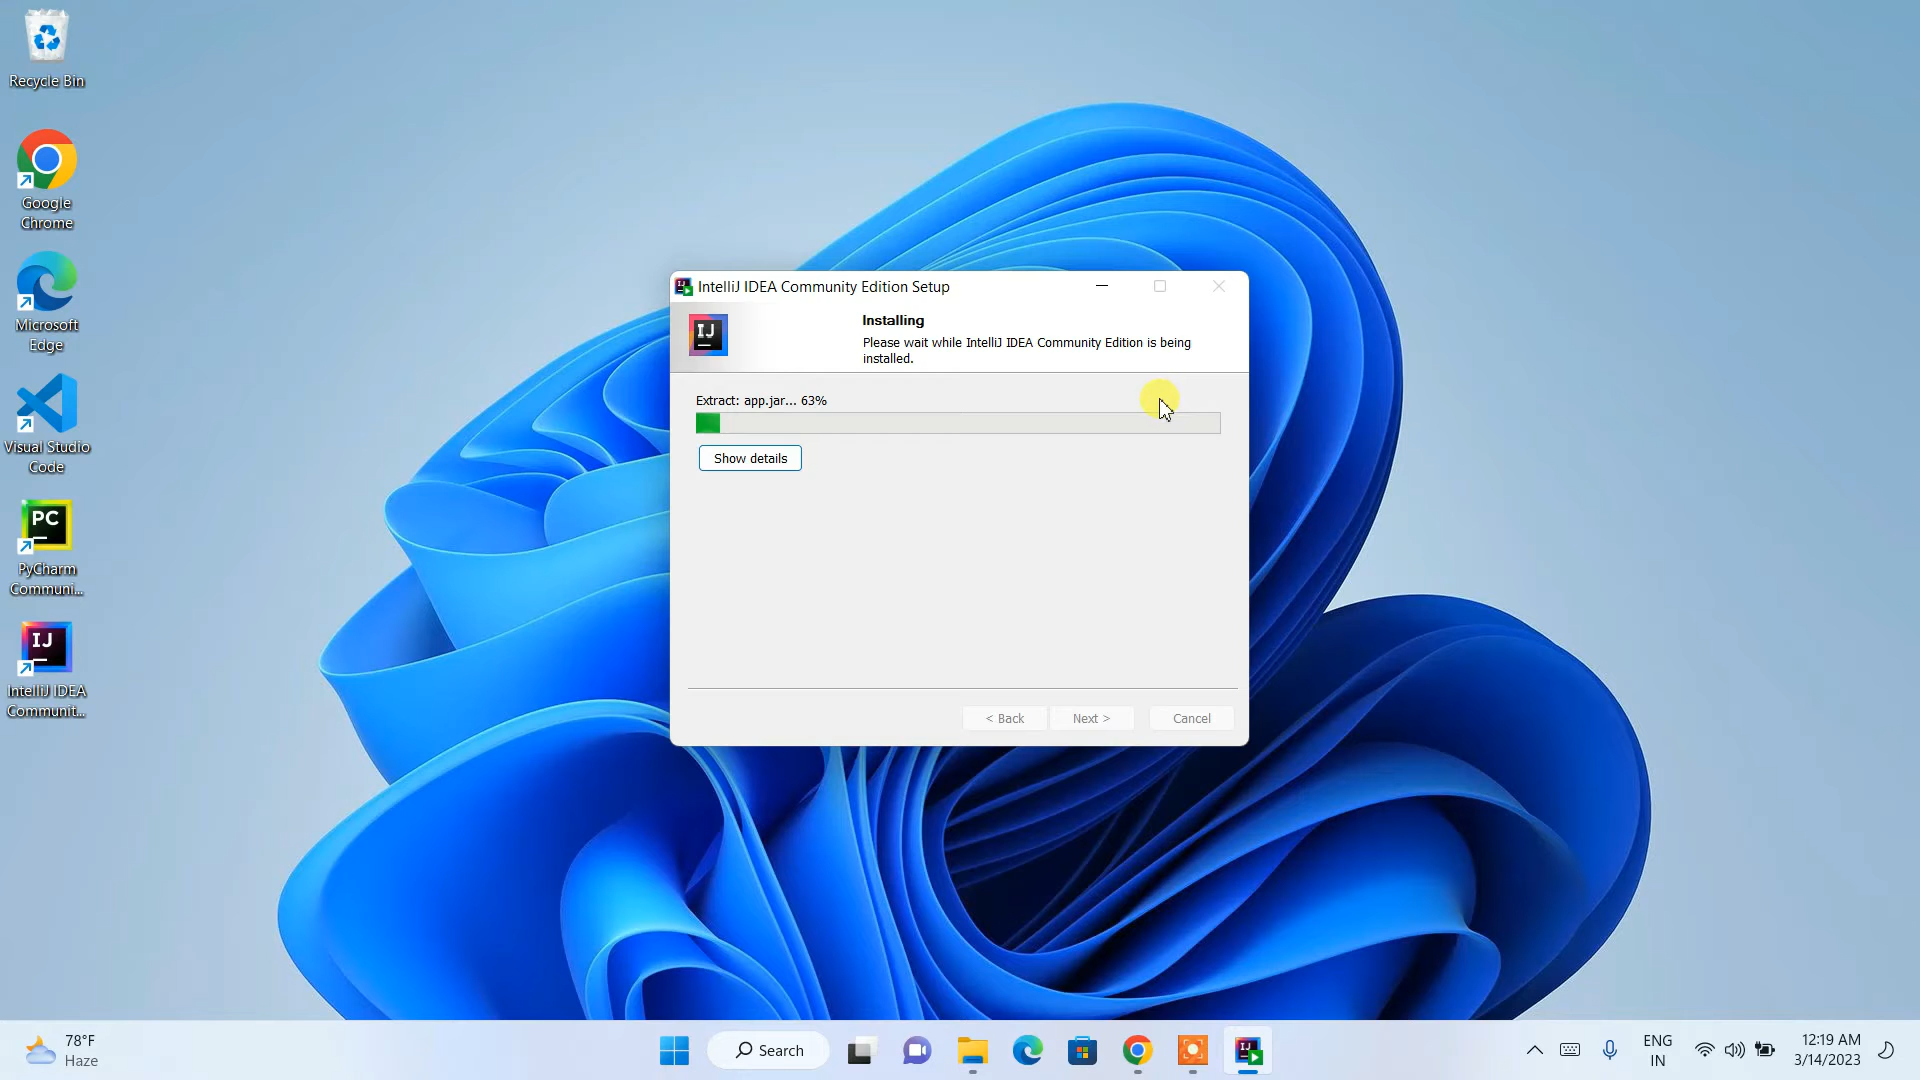 Recycle Bin
Google
Chrome
Microsoft
Edge
Visual Studio
Code
PC
PyCharm
Communi...
IJ
IntelliJ IDEA
Communit...
IntelliJ IDEA Community Edition Setup
IJ
Installing
Please wait while IntelliJ IDEA Community Edition is being
installed.
Extract: app.jar... 63%
Show details
< Back
Next >
Cancel
78°F
Haze
Search
IJ
ENG
IN
12:19 AM
3/14/2023